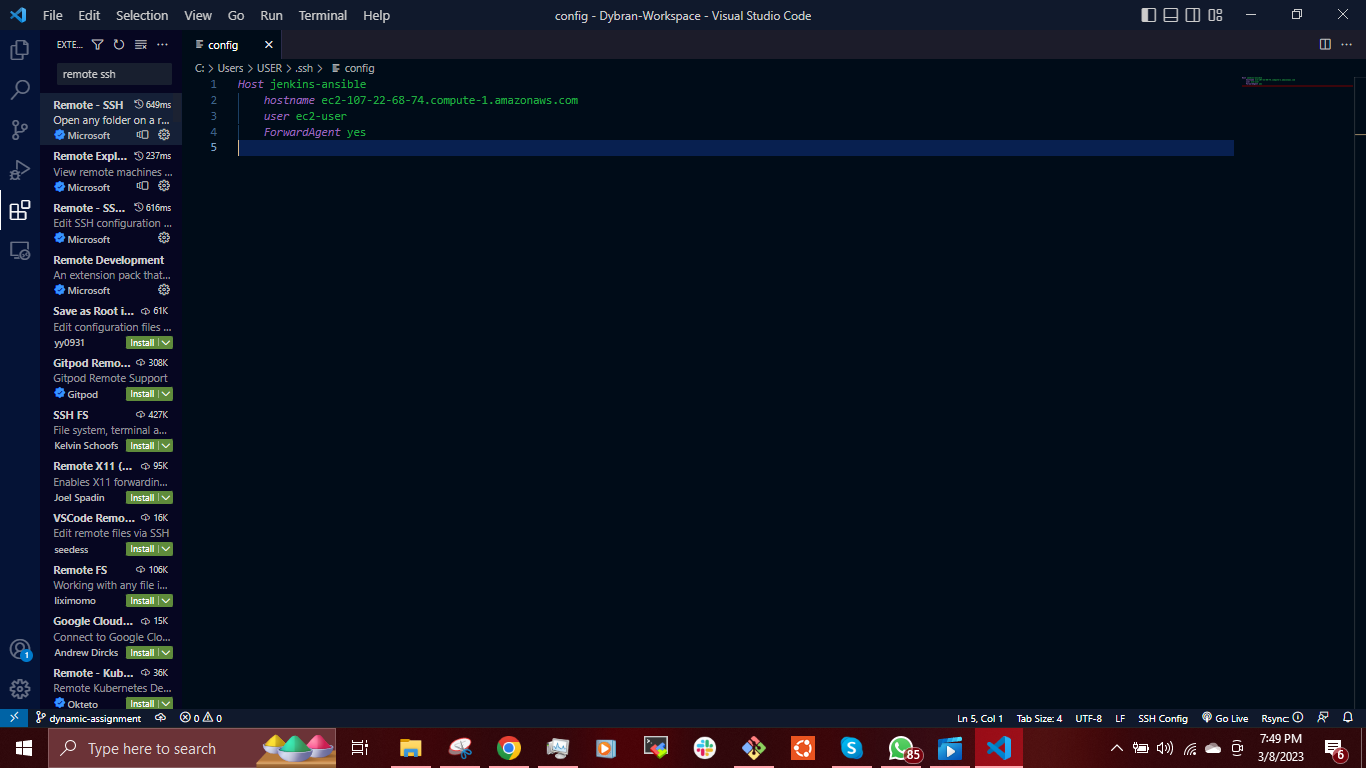 File Edit Selection View Go Run Terminal Help
config - Dybran-Workspace - Visual Studio Code
EXTE...
config
remote ssh
C: > Users > USER > .ssh > config
1 Host jenkins-ansible
2 hostname ec2-107-22-68-74.compute-1.amazonaws.com
3 user ec2-user
4 ForwardAgent yes
5
Remote - SSH 649ms
Open any folder on a r...
Microsoft
Remote Expl... 237ms
View remote machines ...
Microsoft
Remote - SS... 616ms
Edit SSH configuration ...
Microsoft
Remote Development
An extension pack that...
Microsoft
Save as Root i... 61K
Edit configuration files ...
yy0931 Install
Gitpod Remo... 308K
Gitpod Remote Support
Gitpod Install
SSH FS 427K
File system, terminal a...
Kelvin Schoofs Install
Remote X11 (... 95K
Enables X11 forwardin...
Joel Spadin Install
VSCode Remo... 16K
Edit remote files via SSH
seedess Install
Remote FS 106K
Working with any file i...
liximomo Install
Google Cloud... 15K
Connect to Google Clo...
Andrew Dircks Install
Remote - Kub... 36K
Remote Kubernetes De...
Okteto Install
1
dynamic-assignment 0 0 Ln 5, Col 1 Tab Size: 4 UTF-8 LF SSH Config Go Live Rsync:
Type here to search
85
7:49 PM
3/8/2023
6